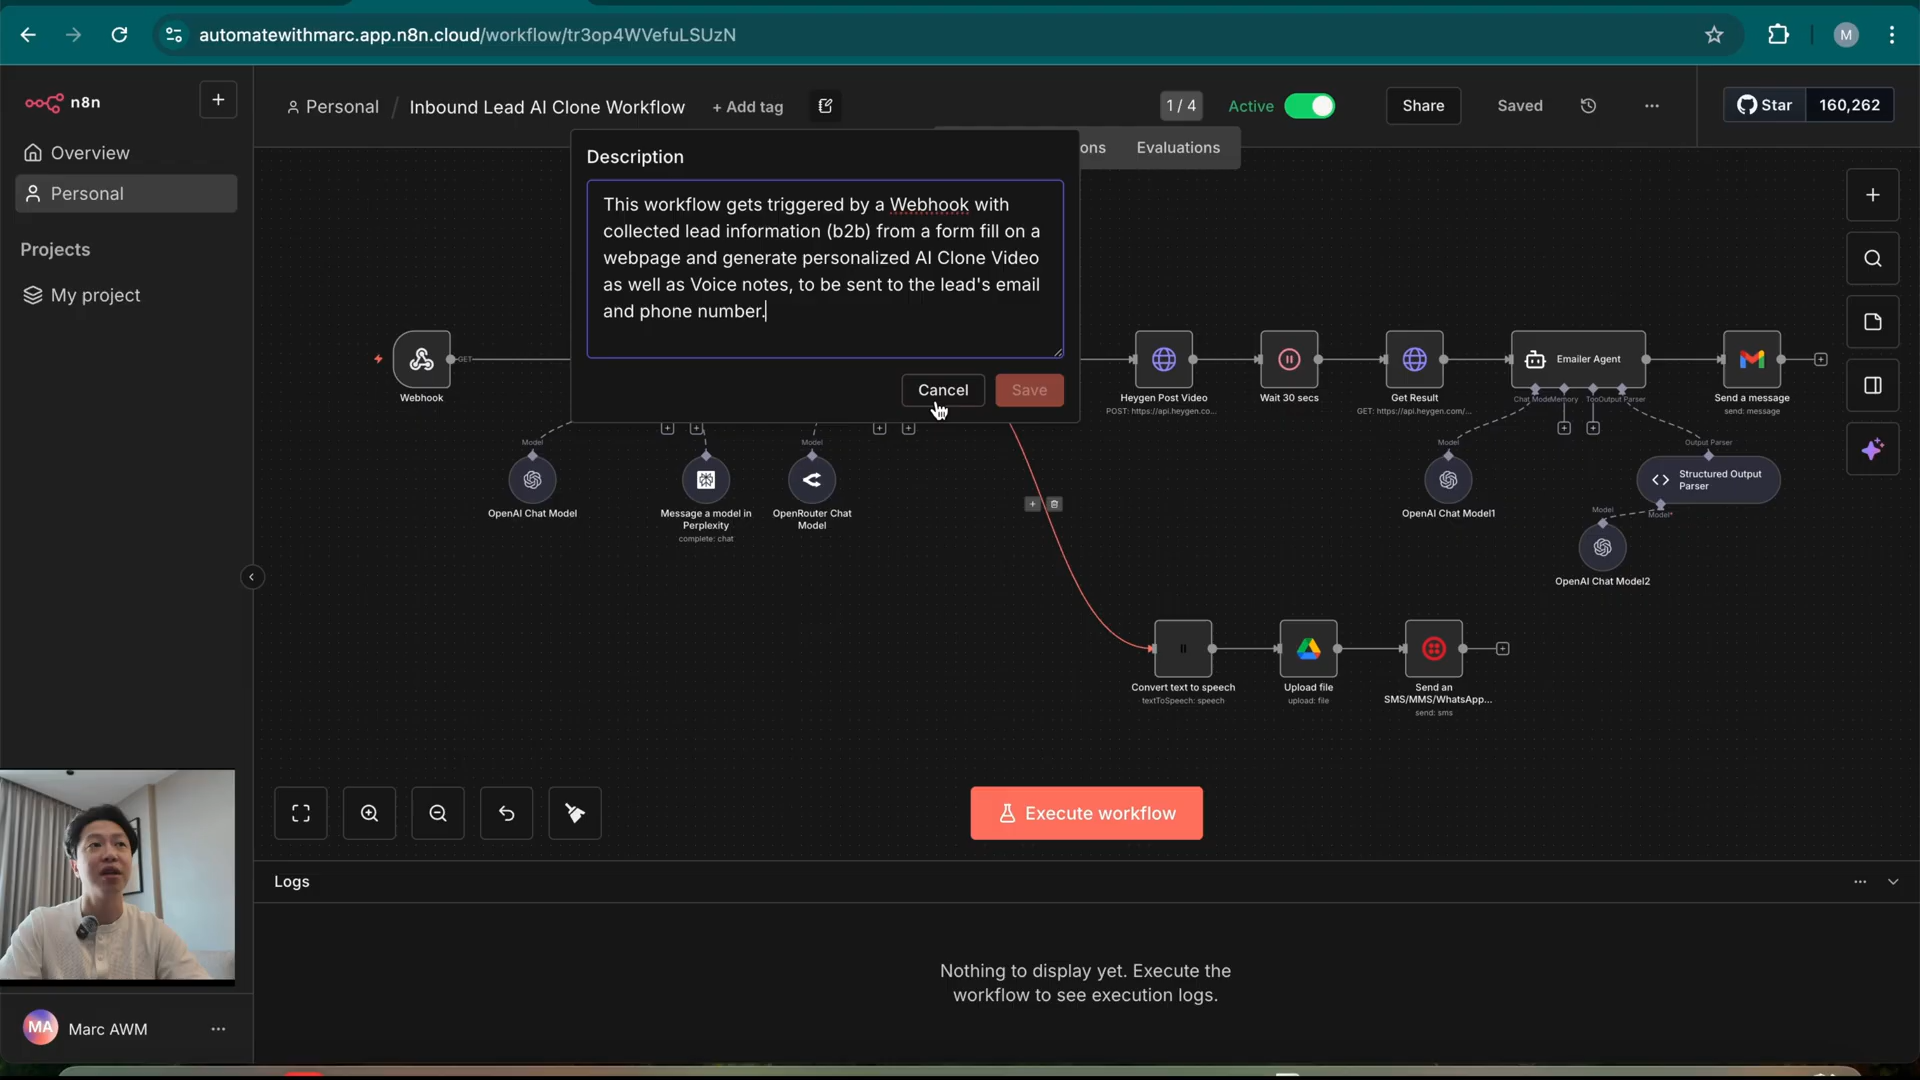 automatewithmarc.app.n8n.cloud/workflow/tr3op4WVefuLSUzN
M
n8n
Personal / Inbound Lead AI Clone Workflow
+ Add tag
1 / 4
Active
Share
Saved
Star
160,262
Overview
Personal
Projects
My project
ons
Evaluations
Description
This workflow gets triggered by a Webhook with
collected lead information (b2b) from a form fill on a
webpage and generate personalized AI Clone Video
as well as Voice notes, to be sent to the lead's email
and phone number.
Cancel
Save
GET
Webhook
Heygen Post Video
POST: https://api.heygen.co...
Wait 30 secs
Get Result
GET: https://api.heygen.com/...
Emailer Agent
Send a message
send: message
Model
OpenAI Chat Model
Message a model in
Perplexity
complete: chat
Model
OpenRouter Chat
Model
Model
OpenAI Chat Model1
Output Parser
Structured Output
Parser
Model
Model*
OpenAI Chat Model2
Convert text to speech
textToSpeech: speech
Upload file
upload: file
Send an
SMS/MMS/WhatsApp...
send: sms
Execute workflow
Logs
Nothing to display yet. Execute the
workflow to see execution logs.
MA
Marc AWM